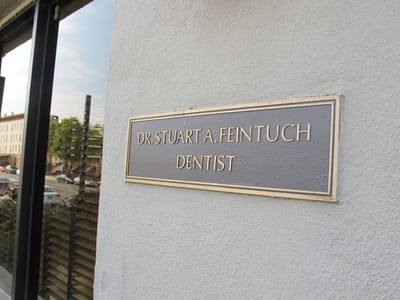 DR. STUART A. FEINTUCH
DENTIST